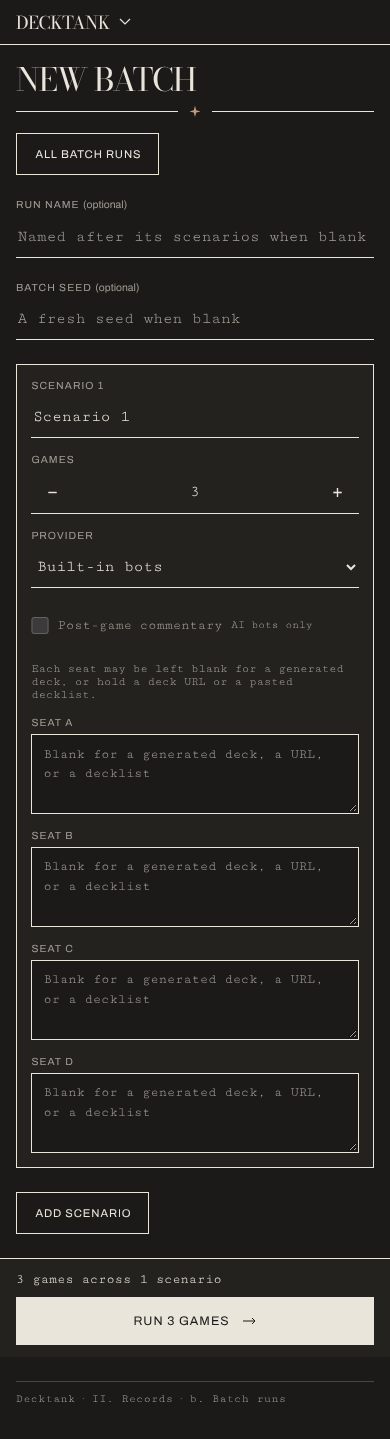 DECKTANK
NEW BATCH
ALL BATCH RUNS
RUN NAME (optional)
Named after its scenarios when blank
BATCH SEED (optional)
A fresh seed when blank
SCENARIO 1
Scenario 1
GAMES
− 3 +
PROVIDER
Built-in bots
Post-game commentary AI bots only
Each seat may be left blank for a generated
deck, or hold a deck URL or a pasted
decklist.
SEAT A
Blank for a generated deck, a URL,
or a decklist
SEAT B
Blank for a generated deck, a URL,
or a decklist
SEAT C
Blank for a generated deck, a URL,
or a decklist
SEAT D
Blank for a generated deck, a URL,
or a decklist
ADD SCENARIO
3 games across 1 scenario
RUN 3 GAMES →
Decktank · II. Records · b. Batch runs